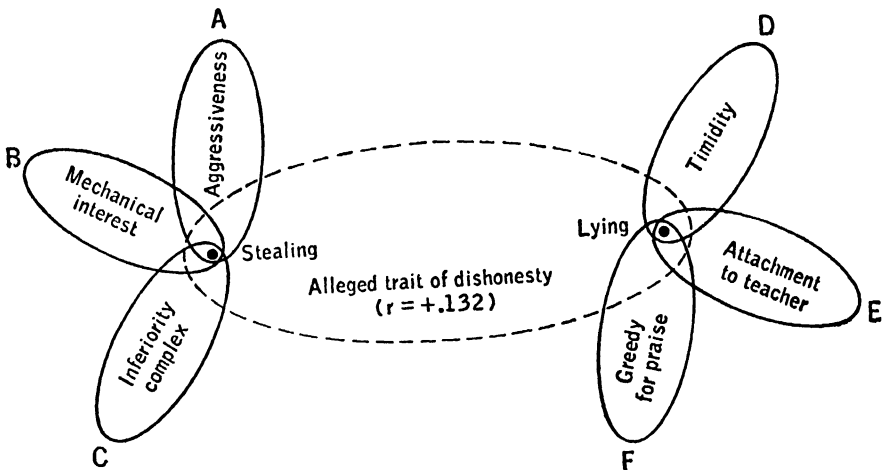 A
Aggressiveness
B
Mechanical
interest
Stealing
Inferiority
complex
C
Alleged trait of dishonesty
(r = +.132)
D
Timidity
Lying
Attachment
to teacher
E
Greedy
for praise
F